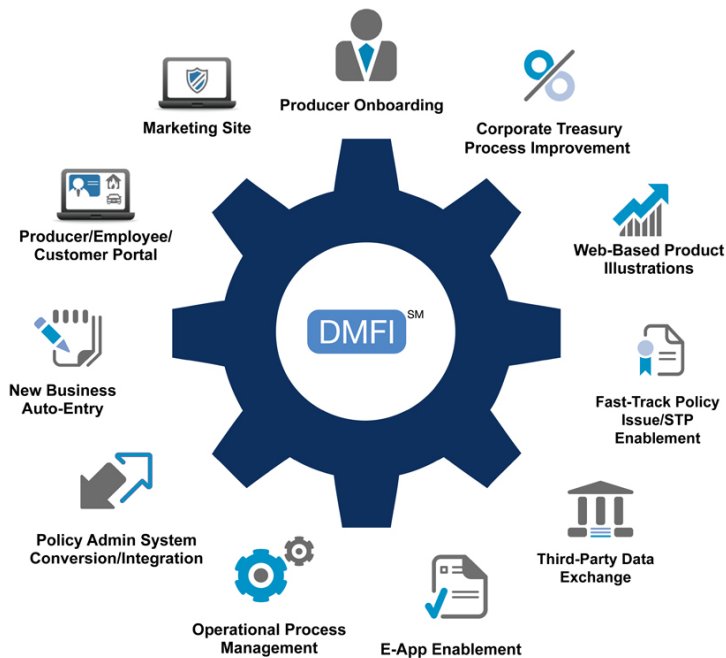 Producer Onboarding
Marketing Site
Corporate Treasury
Process Improvement
Producer/Employee/
Customer Portal
Web-Based Product
Illustrations
DMFI SM
New Business
Auto-Entry
Fast-Track Policy
Issue/STP
Enablement
Policy Admin System
Conversion/Integration
Third-Party Data
Exchange
Operational Process
Management
E-App Enablement